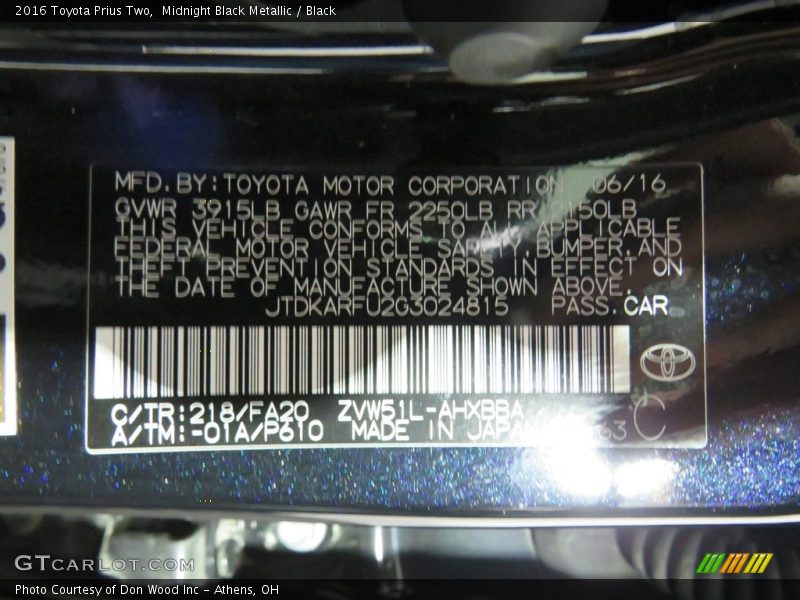 2016 Toyota Prius Two, Midnight Black Metallic / Black
MFD.BY:TOYOTA MOTOR CORPORATION 06/16
GVWR 3915LB GAWR FR 2250LB RR 2150LB
THIS VEHICLE CONFORMS TO ALL APPLICABLE
FEDERAL MOTOR VEHICLE SAFETY,BUMPER,AND
THEFT PREVENTION STANDARDS IN EFFECT ON
THE DATE OF MANUFACTURE SHOWN ABOVE.
JTDKARFU2G3024815 PASS.CAR
C/TR:218/FA20 ZVW51L-AHXBBA
A/TM:-01A/P610 MADE IN JAPAN
GTCARLOT.COM
Photo Courtesy of Don Wood Inc - Athens, OH